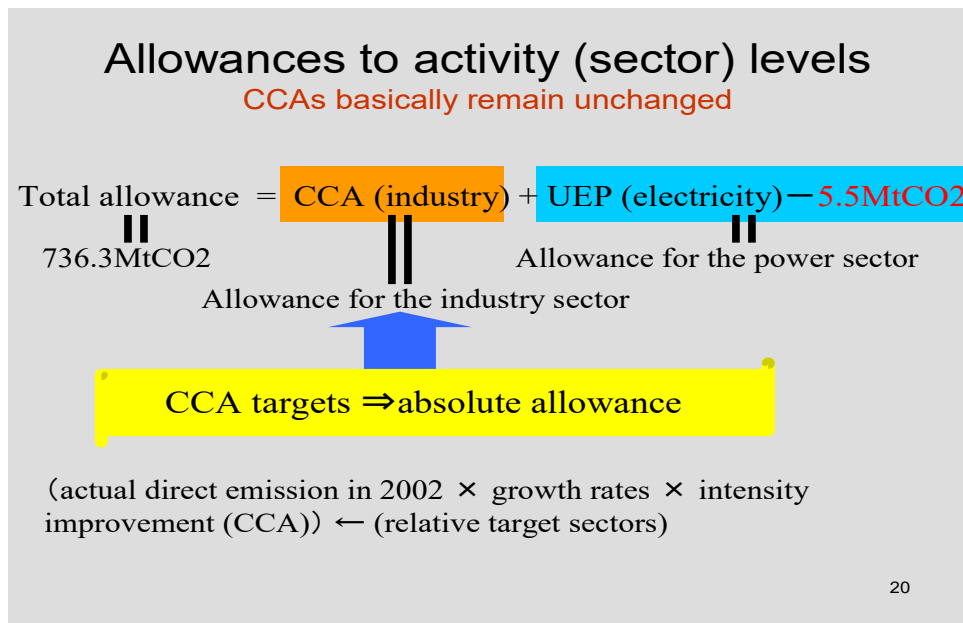 Allowances to activity (sector) levels
CCAs basically remain unchanged
Total allowance = CCA (industry) + UEP (electricity)－5.5MtCO2
736.3MtCO2
Allowance for the power sector
Allowance for the industry sector
CCA targets ⇒absolute allowance
（actual direct emission in 2002 × growth rates × intensity
improvement (CCA)）← (relative target sectors)
20